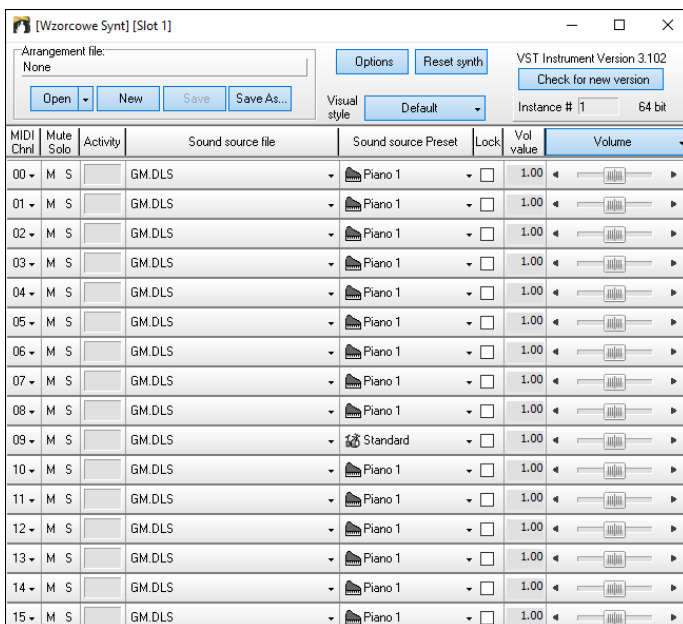 [Wzorcowe Synt] [Slot 1]
Arrangement file:
None
Open New Save Save As...
Options Reset synth
Visual style Default
VST Instrument Version 3.102
Check for new version
Instance # 1 64 bit
MIDI Chnl Mute Solo Activity Sound source file Sound source Preset Lock Vol value Volume
00 M S GM.DLS Piano 1 1.00
01 M S GM.DLS Piano 1 1.00
02 M S GM.DLS Piano 1 1.00
03 M S GM.DLS Piano 1 1.00
04 M S GM.DLS Piano 1 1.00
05 M S GM.DLS Piano 1 1.00
06 M S GM.DLS Piano 1 1.00
07 M S GM.DLS Piano 1 1.00
08 M S GM.DLS Piano 1 1.00
09 M S GM.DLS Standard 1.00
10 M S GM.DLS Piano 1 1.00
11 M S GM.DLS Piano 1 1.00
12 M S GM.DLS Piano 1 1.00
13 M S GM.DLS Piano 1 1.00
14 M S GM.DLS Piano 1 1.00
15 M S GM.DLS Piano 1 1.00